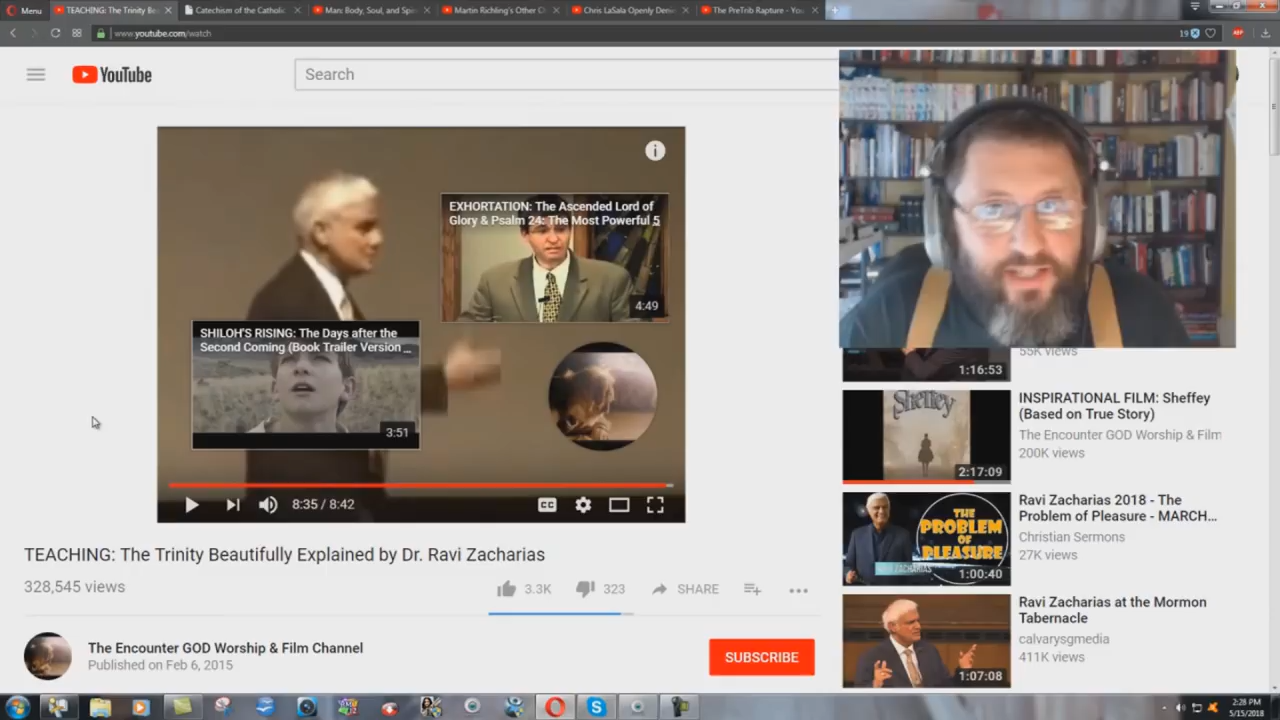 Menu
TEACHING: The Trinity Be
Catechism of the Catholi
Man: Body, Soul, and Spi
Martin Richling's Other C
Chris LaSala Openly Deni
The PreTrib Rapture - You
www.youtube.com/watch
19
ABP
YouTube
Search
i
EXHORTATION: The Ascended Lord of
Glory & Psalm 24: The Most Powerful 5
4:49
SHILOH'S RISING: The Days after the
Second Coming (Book Trailer Version ...
3:51
8:35 / 8:42
CC
TEACHING: The Trinity Beautifully Explained by Dr. Ravi Zacharias
328,545 views
3.3K
323
SHARE
The Encounter GOD Worship & Film Channel
Published on Feb 6, 2015
SUBSCRIBE
55K views
1:16:53
Sheffey
2:17:09
INSPIRATIONAL FILM: Sheffey
(Based on True Story)
The Encounter GOD Worship & Film
200K views
THE
PROBLEM
OF
PLEASURE
RAVI ZACHARIAS
1:00:40
Ravi Zacharias 2018 - The
Problem of Pleasure - MARCH...
Christian Sermons
27K views
1:07:08
Ravi Zacharias at the Mormon
Tabernacle
calvarysgmedia
411K views
2:28 PM
5/15/2018